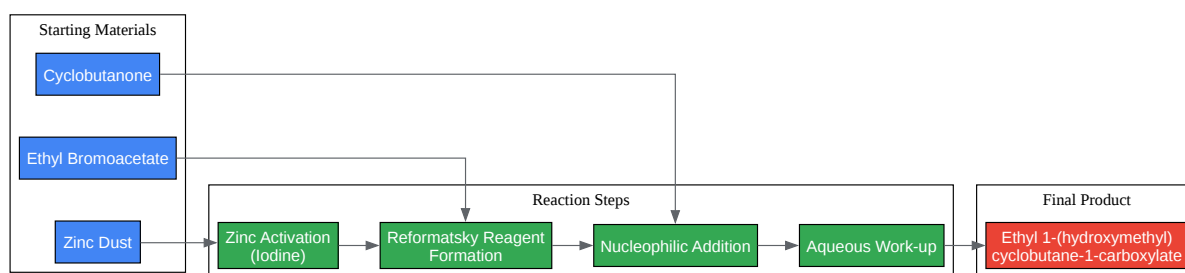 Starting Materials
Cyclobutanone
Ethyl Bromoacetate
Zinc Dust
Reaction Steps
Zinc Activation
(Iodine)
Reformatsky Reagent
Formation
Nucleophilic Addition
Aqueous Work-up
Final Product
Ethyl 1-(hydroxymethyl)
cyclobutane-1-carboxylate